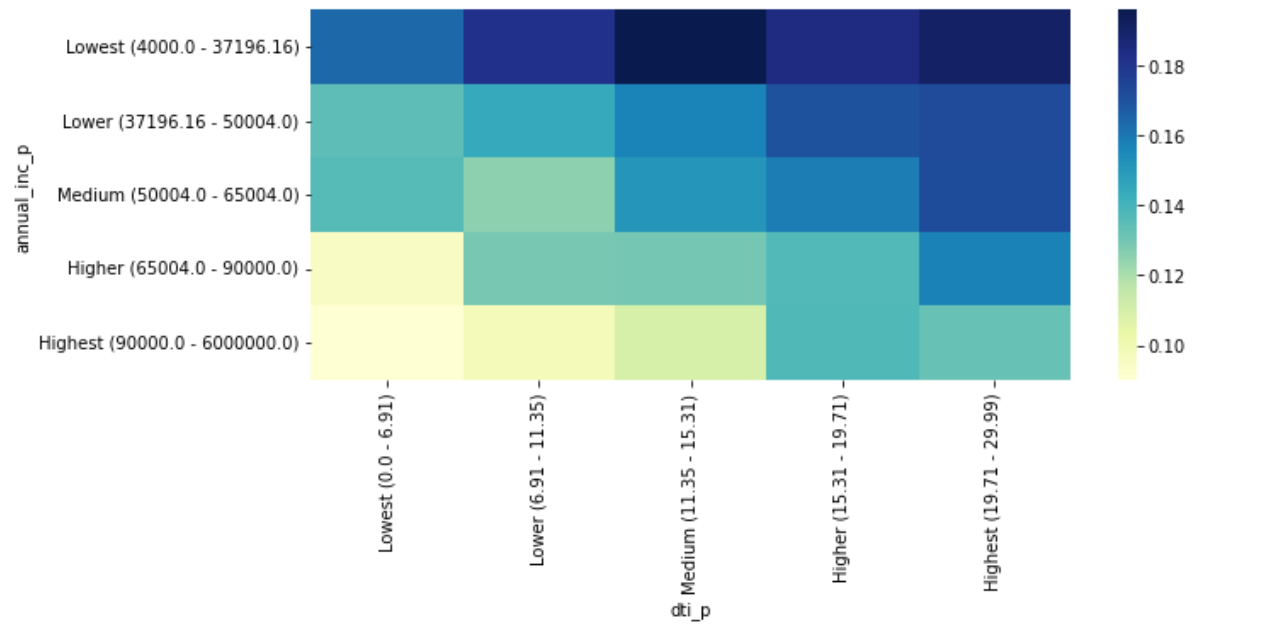 Lowest (4000.0 - 37196.16)
Lower (37196.16 - 50004.0)
Medium (50004.0 - 65004.0)
Higher (65004.0 - 90000.0)
Highest (90000.0 - 6000000.0)
annual_inc_p
Lowest (0.0 - 6.91)
Lower (6.91 - 11.35)
Medium (11.35 - 15.31)
Higher (15.31 - 19.71)
Highest (19.71 - 29.99)
dti_p
0.18
0.16
0.14
0.12
0.10